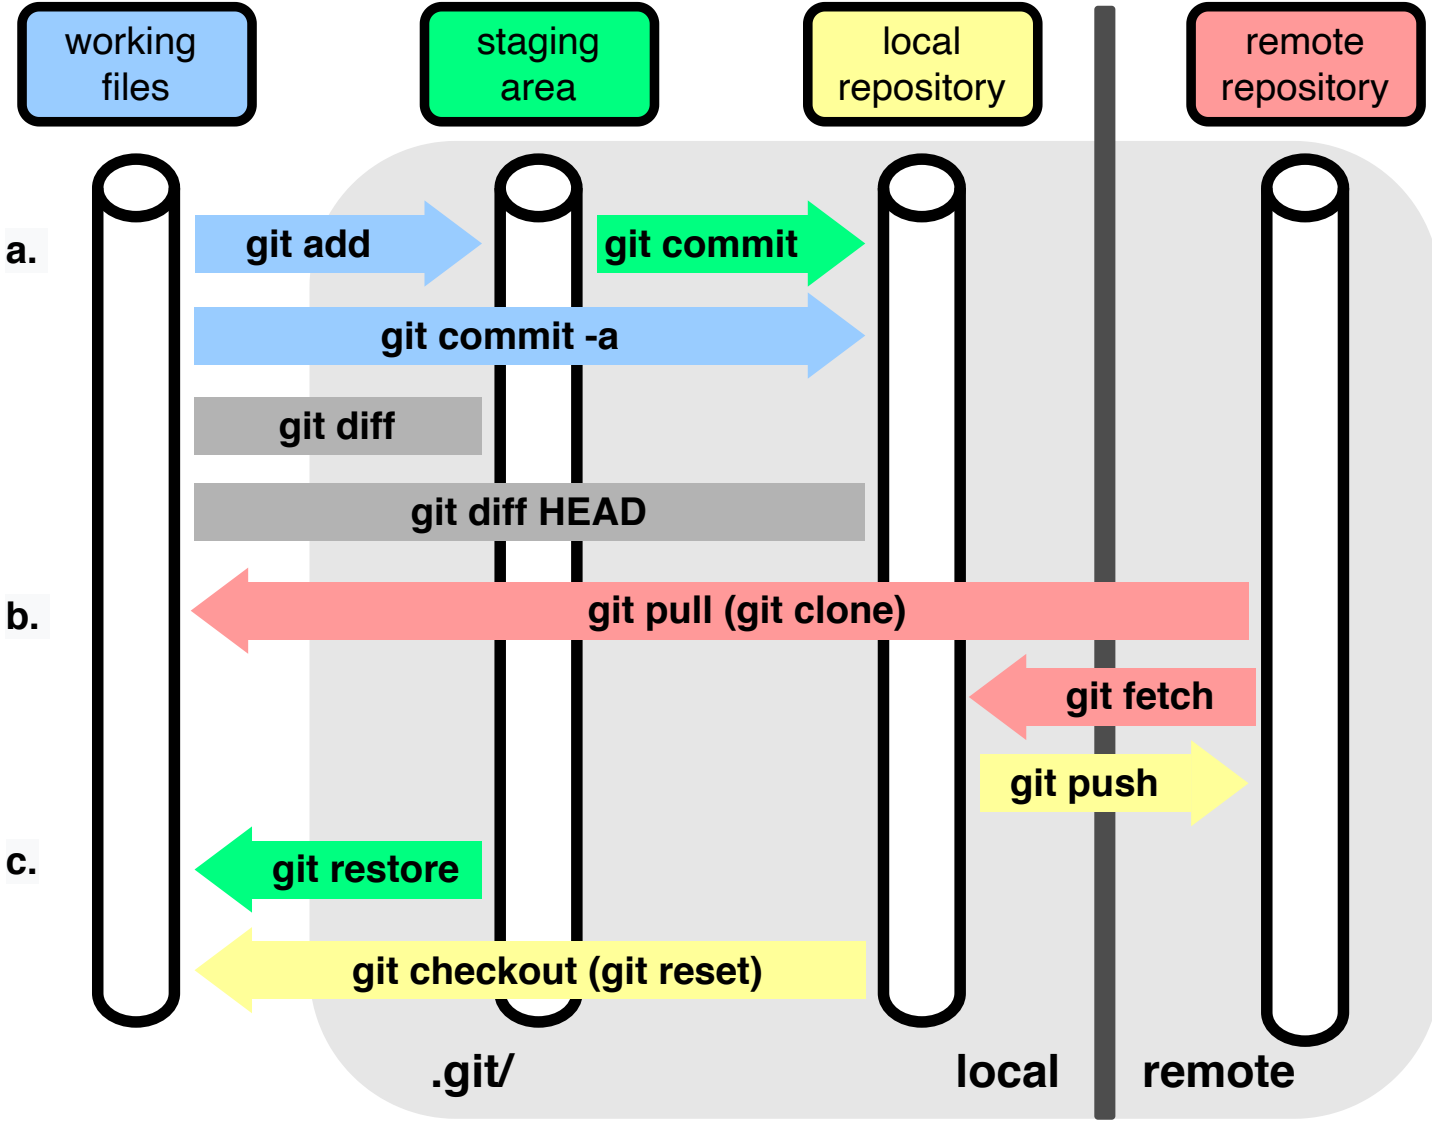 working
files
staging
area
local
repository
remote
repository
a.
git add
git commit
git commit -a
git diff
git diff HEAD
b.
git pull (git clone)
git fetch
git push
c.
git restore
git checkout (git reset)
.git/
local
remote